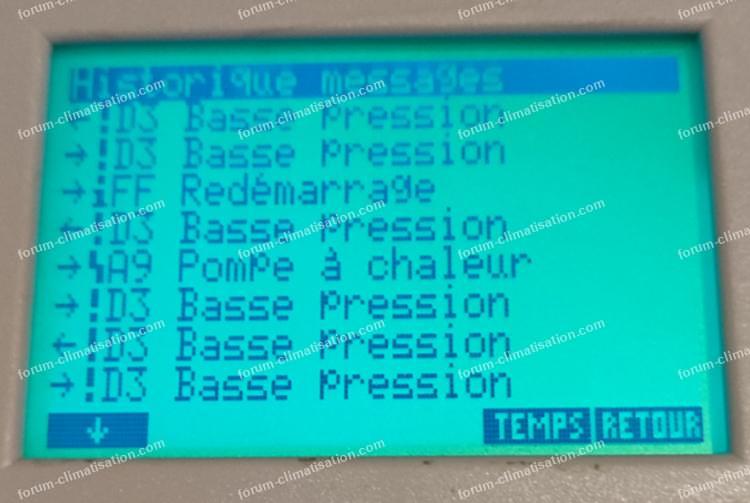 Historique messages
←!D3 Basse pression
→!D3 Basse pression
→iFF Redémarrage
←!D3 Basse pression
→ϟA9 Pompe à chaleur
→!D3 Basse pression
←!D3 Basse pression
→!D3 Basse pression
↓ TEMPS RETOUR
forum-climatisation.com